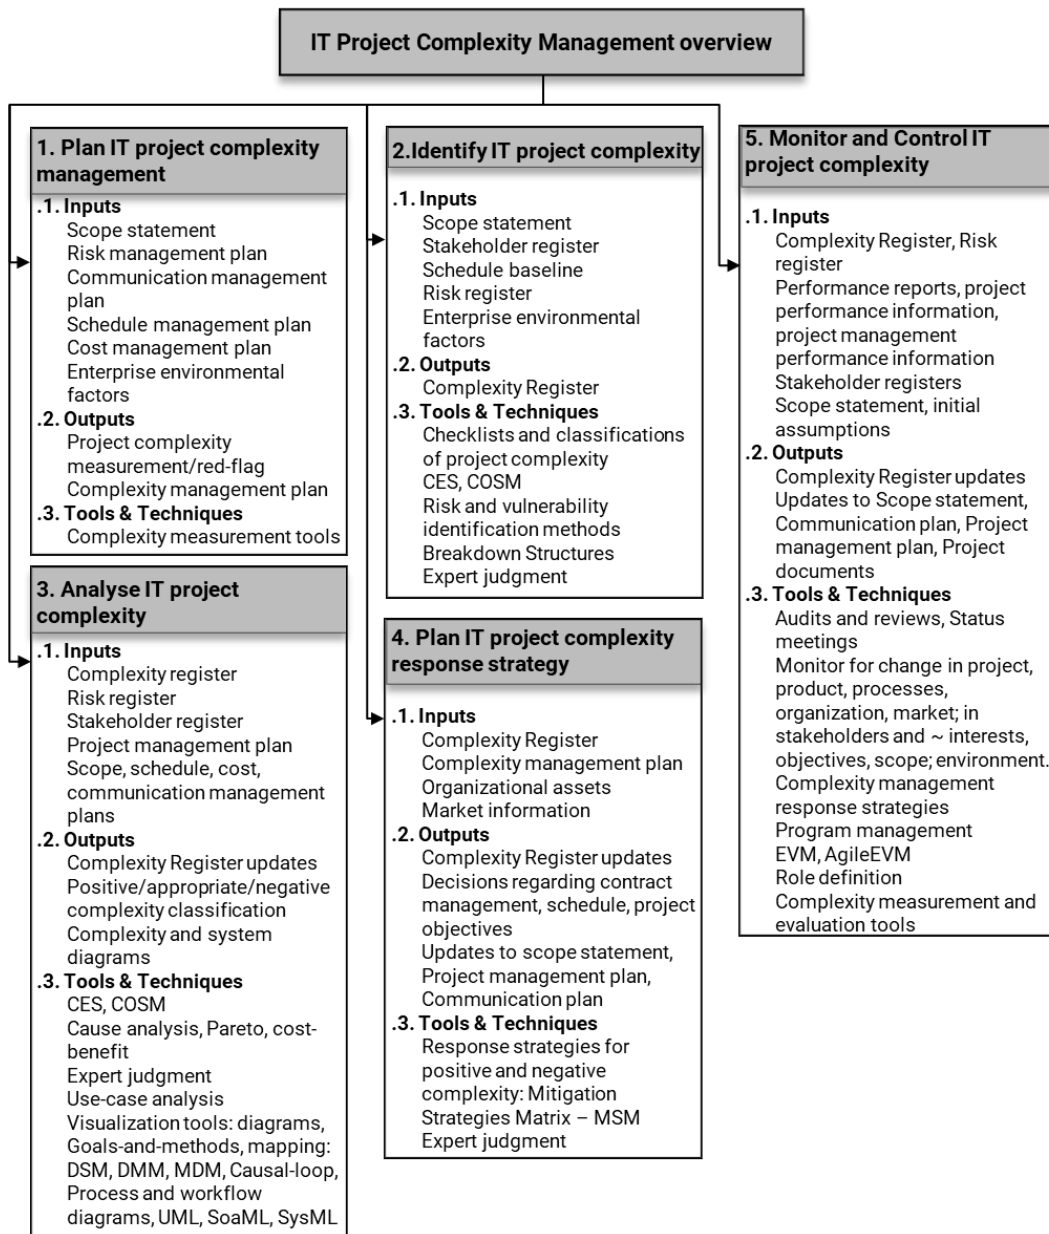 IT Project Complexity Management overview
1. Plan IT project complexity
management
.1. Inputs
Scope statement
Risk management plan
Communication management
plan
Schedule management plan
Cost management plan
Enterprise environmental
factors
.2. Outputs
Project complexity
measurement/red-flag
Complexity management plan
.3. Tools & Techniques
Complexity measurement tools
2.Identify IT project complexity
.1. Inputs
Scope statement
Stakeholder register
Schedule baseline
Risk register
Enterprise environmental
factors
.2. Outputs
Complexity Register
.3. Tools & Techniques
Checklists and classifications
of project complexity
CES, COSM
Risk and vulnerability
identification methods
Breakdown Structures
Expert judgment
3. Analyse IT project
complexity
.1. Inputs
Complexity register
Risk register
Stakeholder register
Project management plan
Scope, schedule, cost,
communication management
plans
.2. Outputs
Complexity Register updates
Positive/appropriate/negative
complexity classification
Complexity and system
diagrams
.3. Tools & Techniques
CES, COSM
Cause analysis, Pareto, cost-
benefit
Expert judgment
Use-case analysis
Visualization tools: diagrams,
Goals-and-methods, mapping:
DSM, DMM, MDM, Causal-loop,
Process and workflow
diagrams, UML, SoaML, SysML
4. Plan IT project complexity
response strategy
.1. Inputs
Complexity Register
Complexity management plan
Organizational assets
Market information
.2. Outputs
Complexity Register updates
Decisions regarding contract
management, schedule, project
objectives
Updates to scope statement,
Project management plan,
Communication plan
.3. Tools & Techniques
Response strategies for
positive and negative
complexity: Mitigation
Strategies Matrix – MSM
Expert judgment
5. Monitor and Control IT
project complexity
.1. Inputs
Complexity Register, Risk
register
Performance reports, project
performance information,
project management
performance information
Stakeholder registers
Scope statement, initial
assumptions
.2. Outputs
Complexity Register updates
Updates to Scope statement,
Communication plan, Project
management plan, Project
documents
.3. Tools & Techniques
Audits and reviews, Status
meetings
Monitor for change in project,
product, processes,
organization, market; in
stakeholders and ~ interests,
objectives, scope; environment.
Complexity management
response strategies
Program management
EVM, AgileEVM
Role definition
Complexity measurement and
evaluation tools